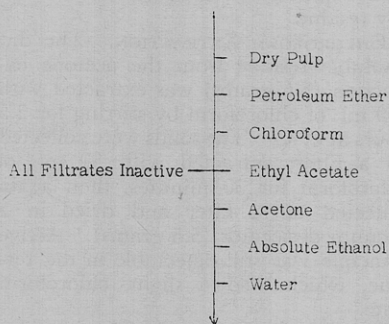 Dry Pulp
Petroleum Ether
Chloroform
All Filtrates Inactive Ethyl Acetate
Acetone
Absolute Ethanol
Water